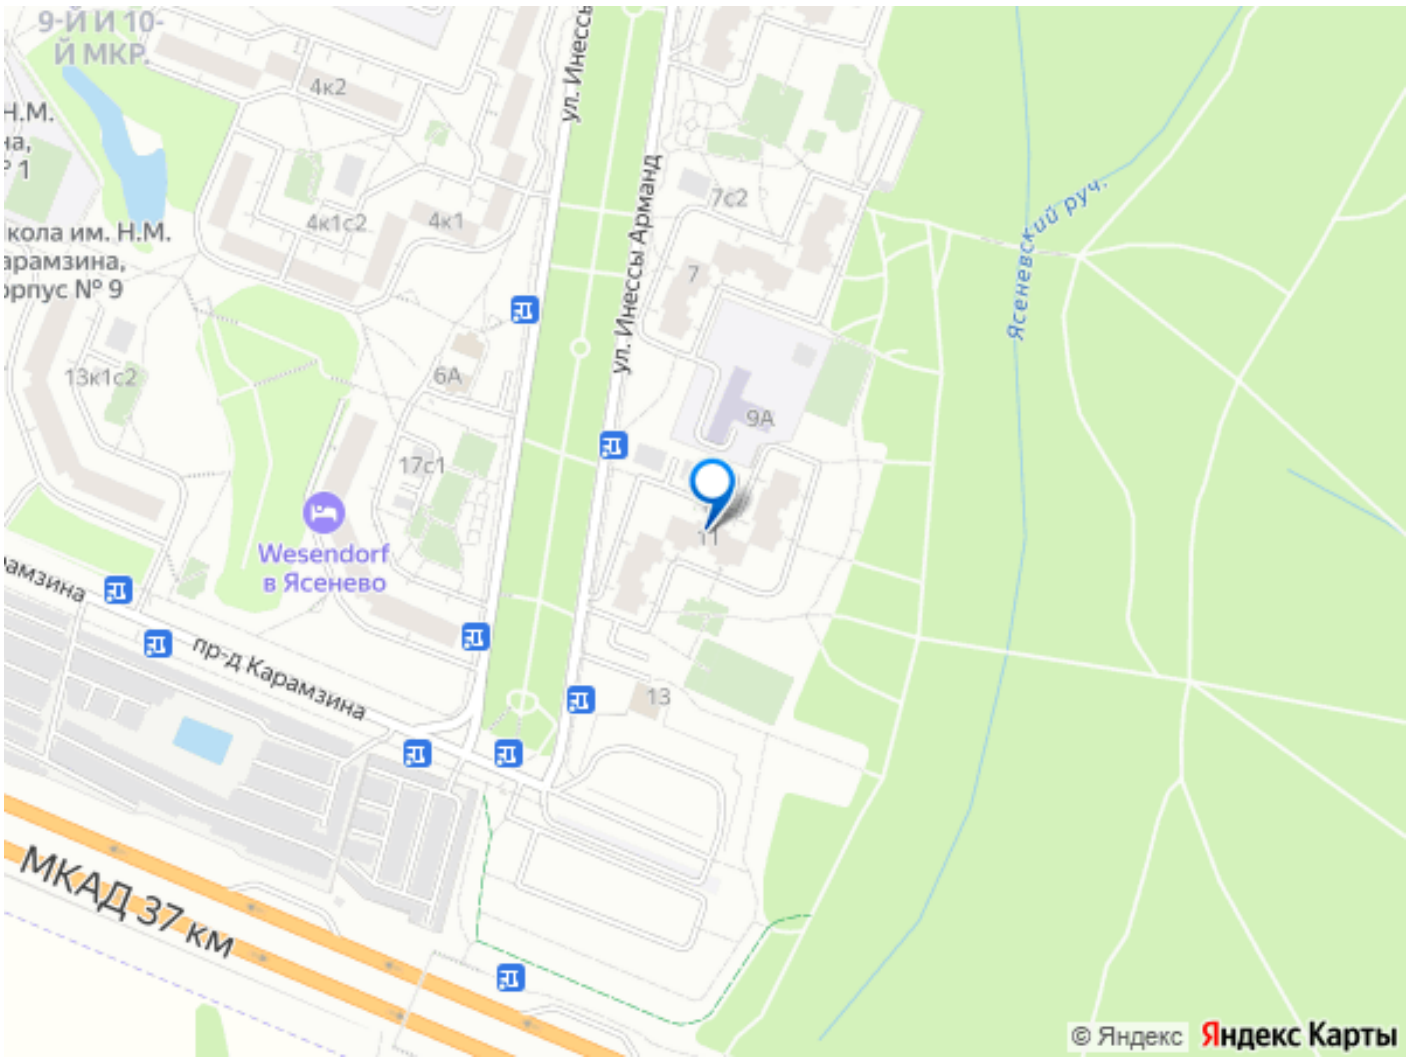 9-Й И 10-
Й МКР.
4к2
ул. Инессы
Н.М.
на,
° 1
7с2
ул. Инессы Арманд
Ясеневский руч.
4к1с2
4к1
кола им. Н.М.
арамзина,
орпус № 9
7
13к1с2
6А
9А
17с1
11
Wesendorf
в Ясенево
амзина
пр-д Карамзина
13
МКАД 37 км
© Яндекс Яндекс Карты